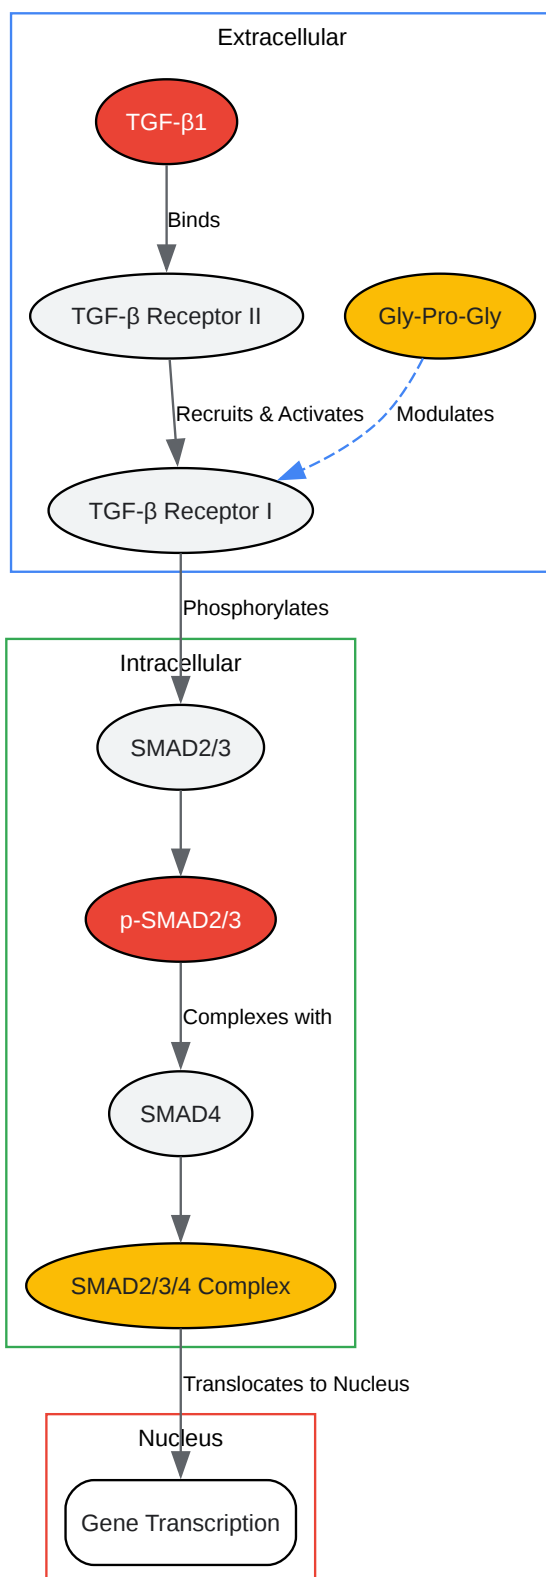 Extracellular
TGF-β1
Binds
TGF-β Receptor II
Gly-Pro-Gly
Recruits & Activates
Modulates
TGF-β Receptor I
Phosphorylates
Intracellular
SMAD2/3
p-SMAD2/3
Complexes with
SMAD4
SMAD2/3/4 Complex
Translocates to Nucleus
Nucleus
Gene Transcription